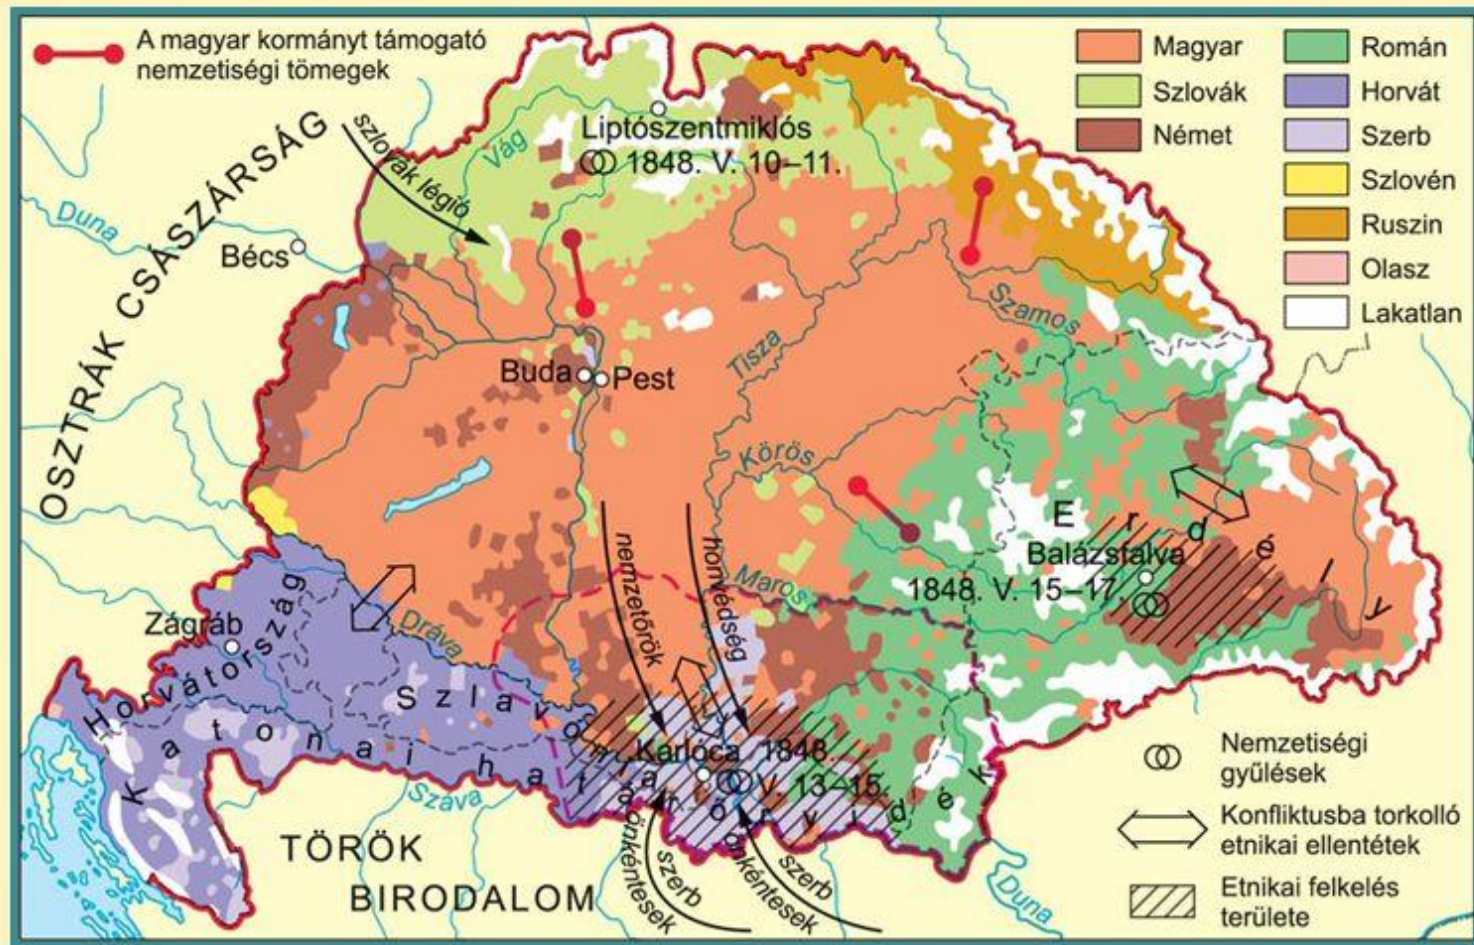 A magyar kormányt támogató
nemzetiségi tömegek
Magyar
Szlovák
Német
Román
Horvát
Szerb
Szlovén
Ruszin
Olasz
Lakatlan
OSZTRÁK CSÁSZÁRSÁG
szlovák légió
Vág
Liptószentmiklós
1848. V. 10–11.
Duna
Bécs
Buda
Pest
Tisza
Szamos
Körös
Maros
Erdély
Balázsfalva
1848. V. 15–17.
nemzetőrök
honvédség
Zágráb
Dráva
Horvátország
Szlavónia
Katonai határőrvidék
Karlóca 1848.
V. 13–15.
Száva
szerb
önkéntesek
szerb
önkéntesek
TÖRÖK
BIRODALOM
Duna
Nemzetiségi
gyűlések
Konfliktusba torkolló
etnikai ellentétek
Etnikai felkelés
területe